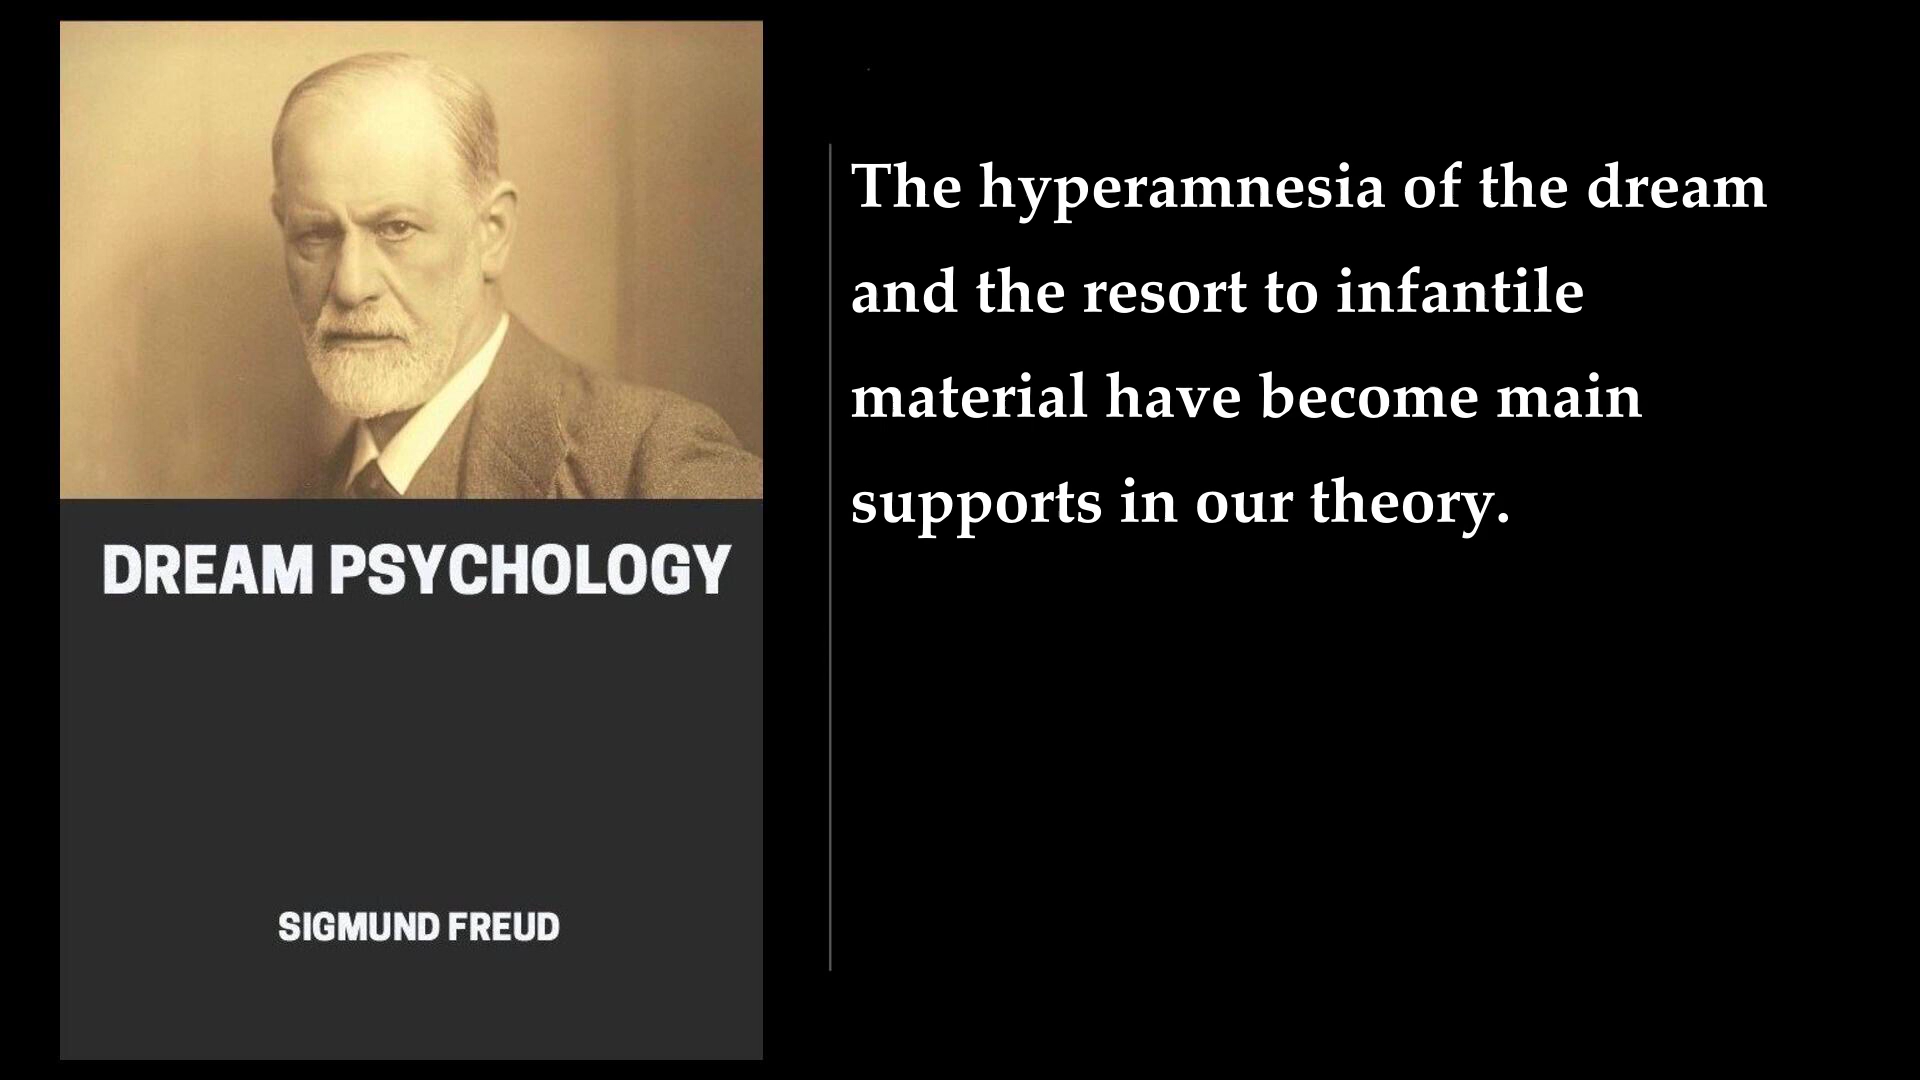 DREAM PSYCHOLOGY
SIGMUND FREUD
The hyperamnesia of the dream
and the resort to infantile
material have become main
supports in our theory.